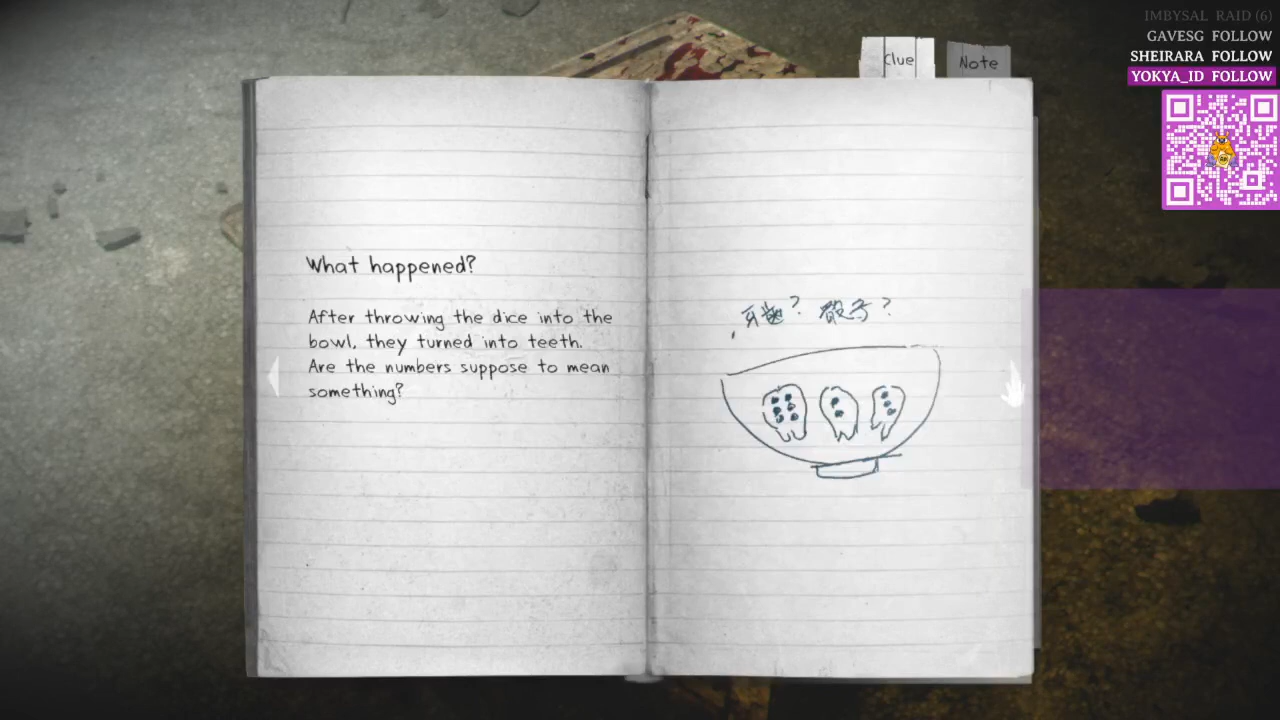 IMBYSAL RAID (6)
GAVESG FOLLOW
SHEIRARA FOLLOW
YOKYA_ID FOLLOW
Clue
Note
What happened?
After throwing the dice into the
bowl, they turned into teeth.
Are the numbers suppose to mean
something?
牙齒? 骰子?